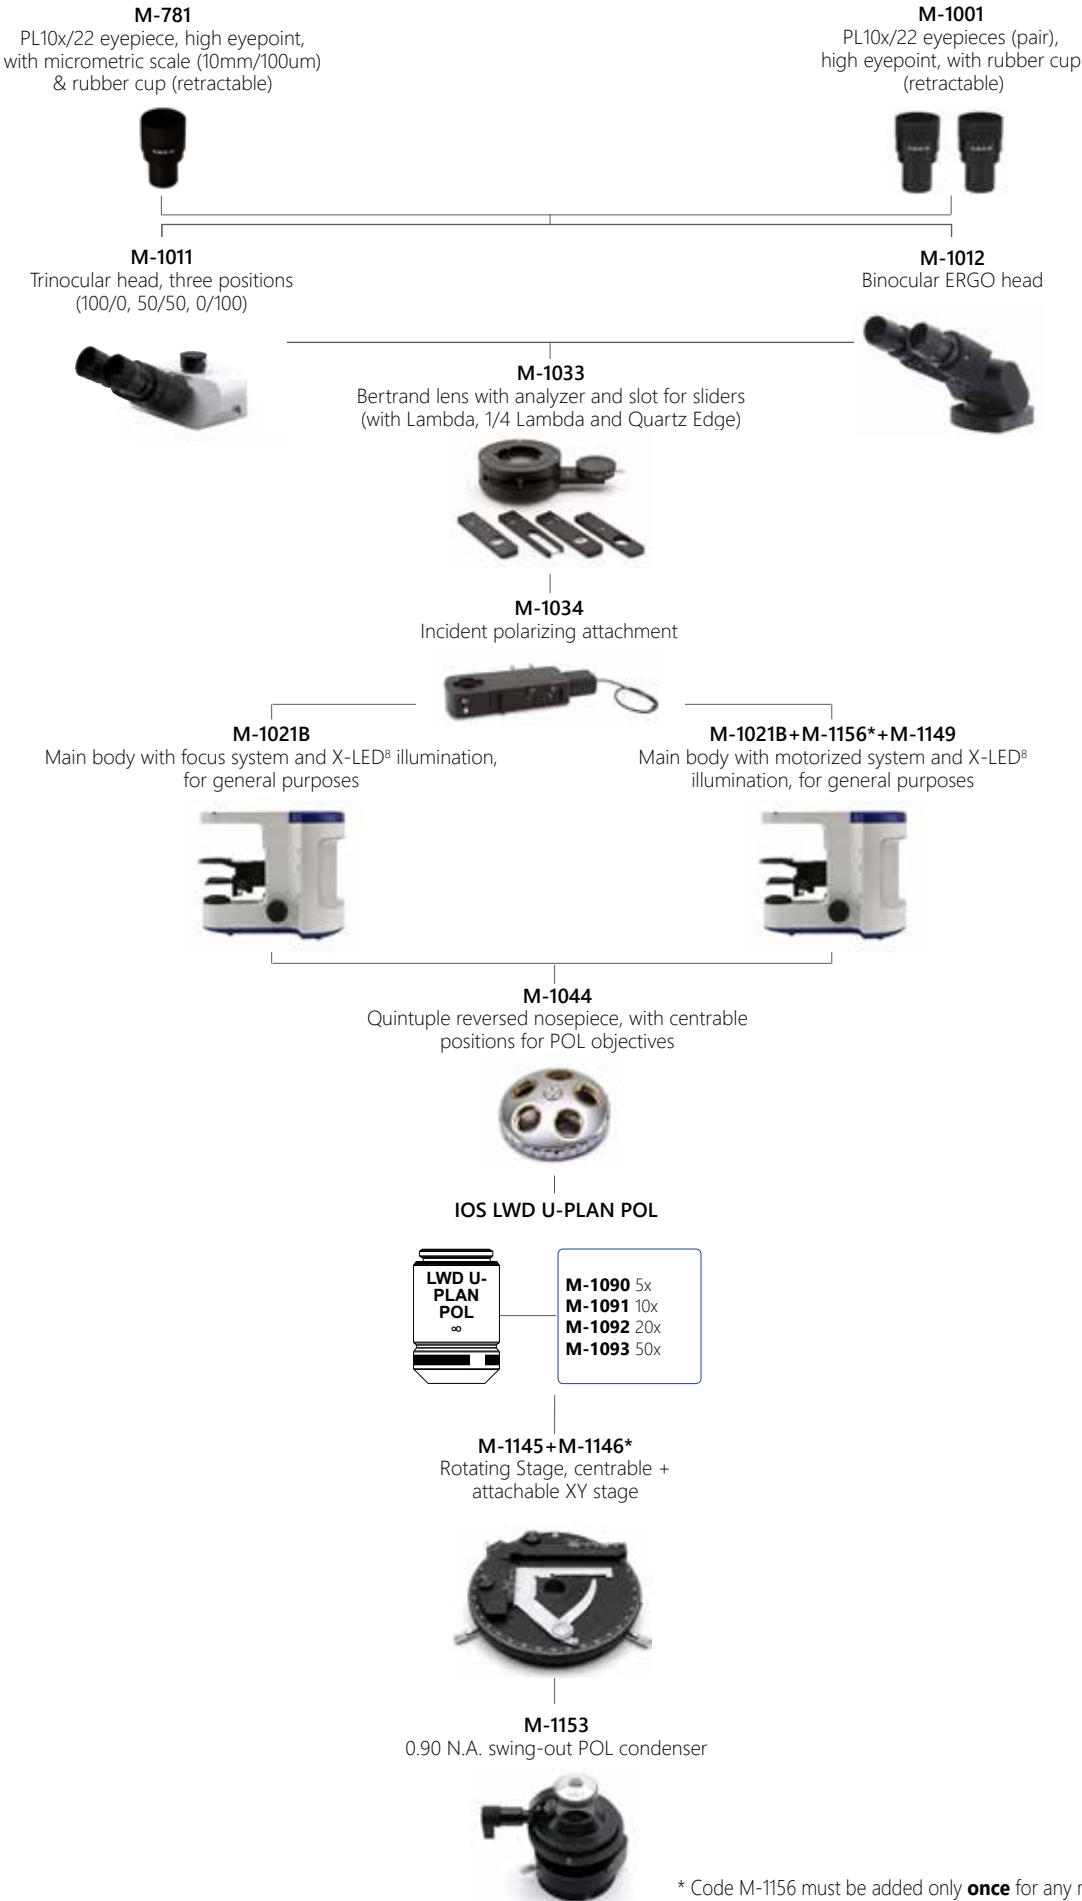 M-781
PL10x/22 eyepiece, high eyepoint,
with micrometric scale (10mm/100um)
& rubber cup (retractable)
M-1001
PL10x/22 eyepieces (pair),
high eyepoint, with rubber cup
(retractable)
M-1011
Trinocular head, three positions
(100/0, 50/50, 0/100)
M-1012
Binocular ERGO head
M-1033
Bertrand lens with analyzer and slot for sliders
(with Lambda, 1/4 Lambda and Quartz Edge)
M-1034
Incident polarizing attachment
M-1021B
Main body with focus system and X-LED⁸ illumination,
for general purposes
M-1021B+M-1156*+M-1149
Main body with motorized system and X-LED⁸
illumination, for general purposes
M-1044
Quintuple reversed nosepiece, with centrable
positions for POL objectives
IOS LWD U-PLAN POL
LWD U-
PLAN
POL
∞
M-1090 5x
M-1091 10x
M-1092 20x
M-1093 50x
M-1145+M-1146*
Rotating Stage, centrable +
attachable XY stage
M-1153
0.90 N.A. swing-out POL condenser
* Code M-1156 must be added only once for any